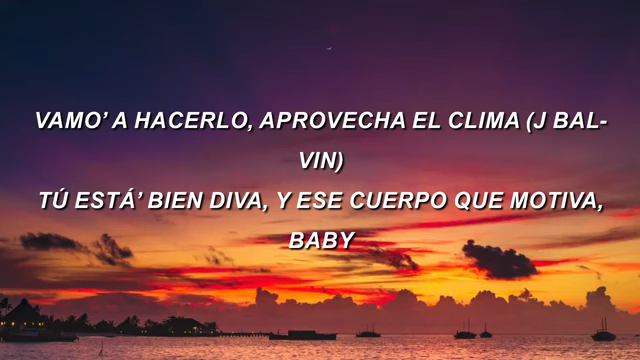 VAMO’ A HACERLO, APROVECHA EL CLIMA (J BAL-
VIN)
TÚ ESTÁ’ BIEN DIVA, Y ESE CUERPO QUE MOTIVA,
BABY